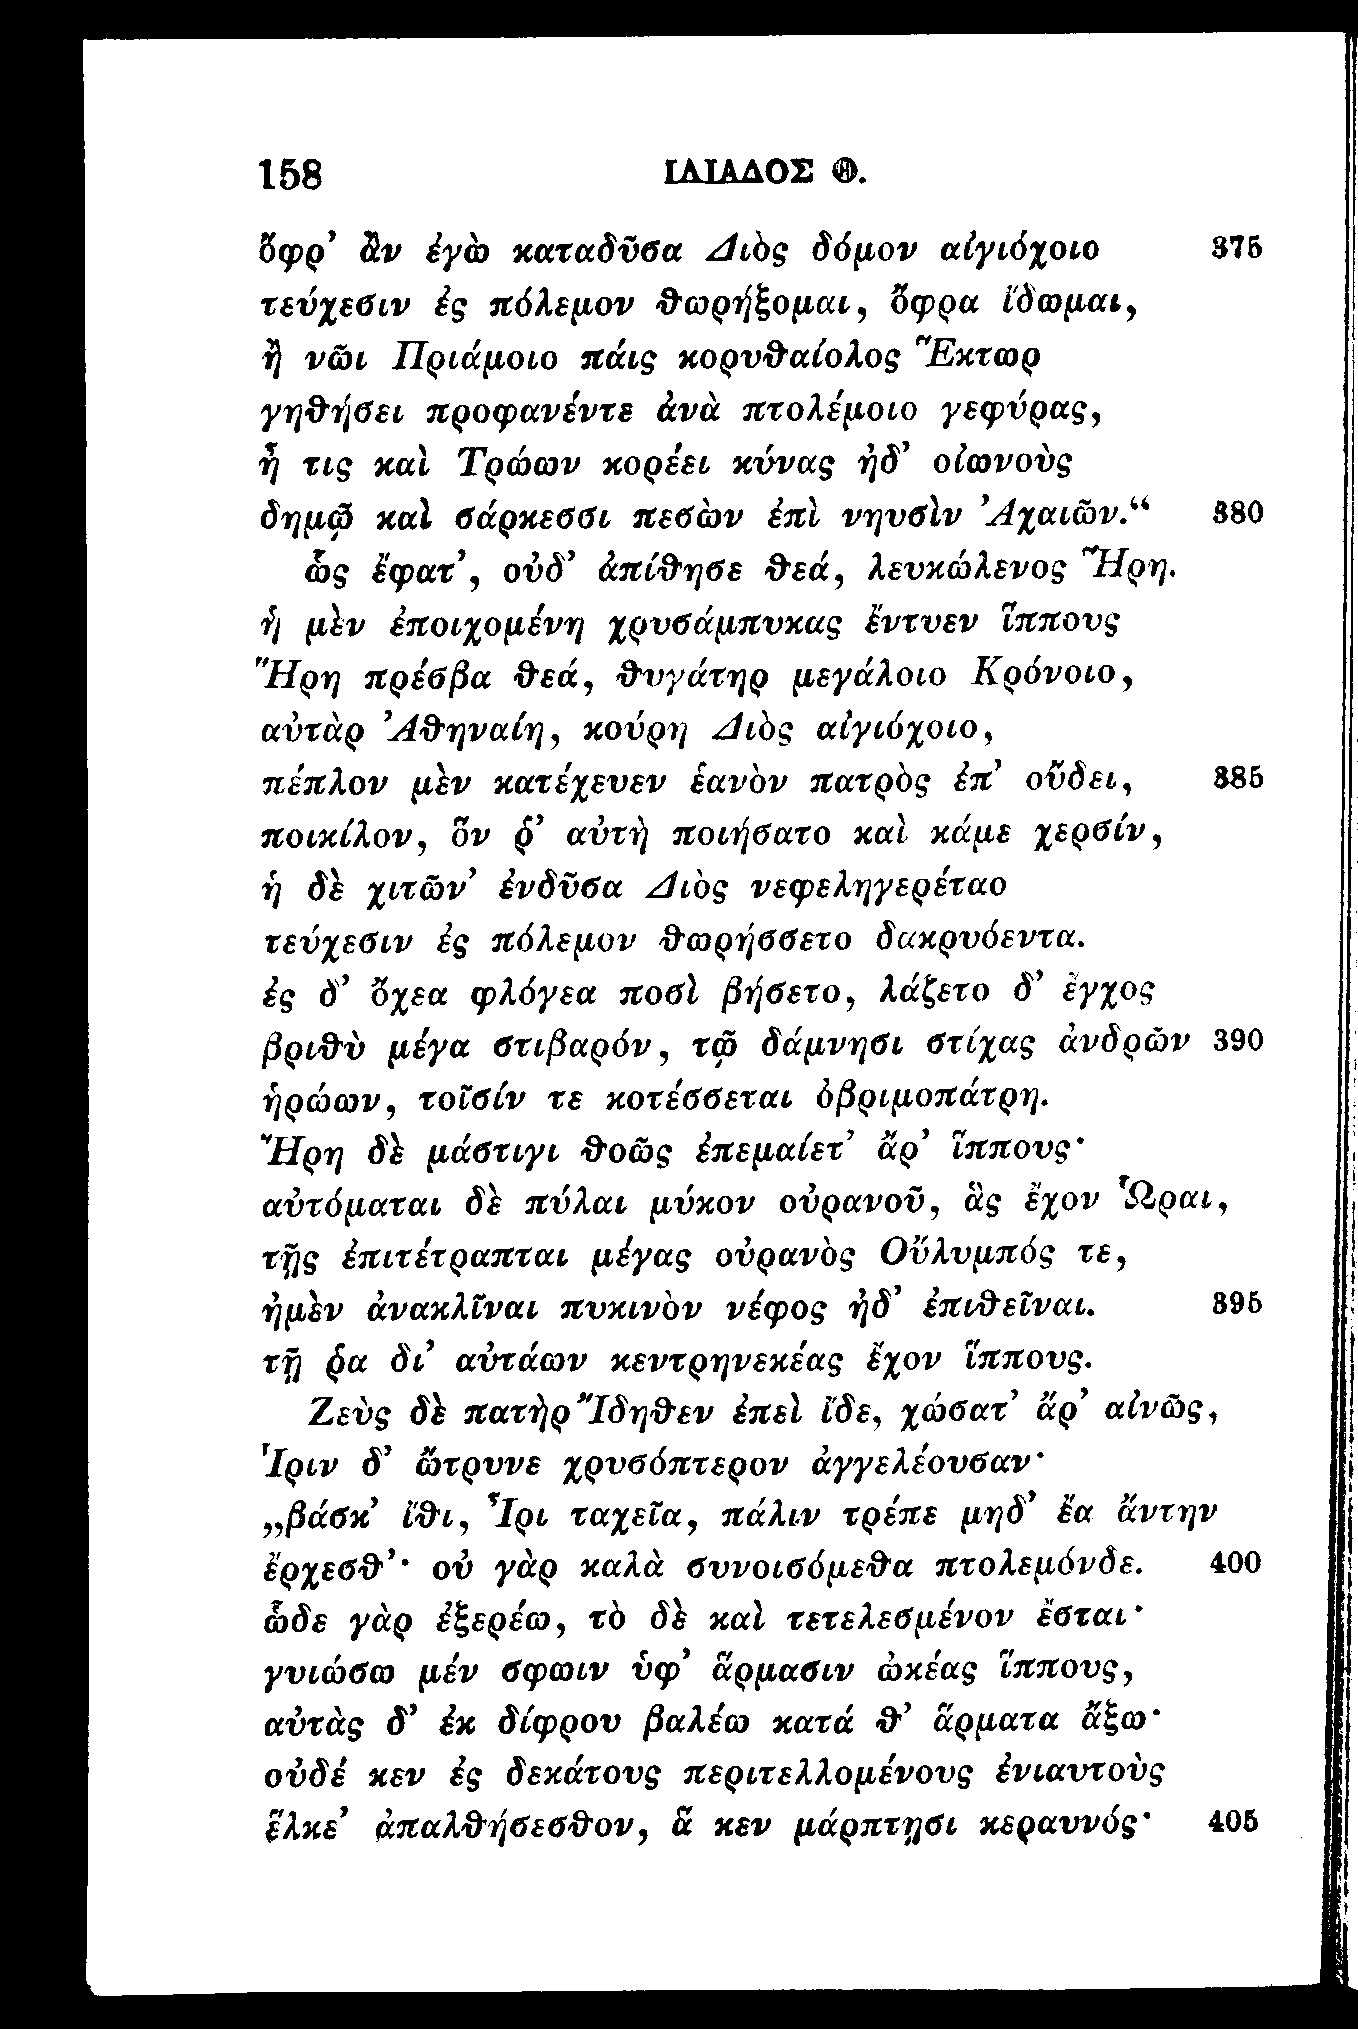 158 ΙΛΙΑΔΟΣ Θ.
ὄφρ’ ἂν ἐγὼ καταδῦσα Διὸς δόμον αἰγιόχοιο 375
τεύχεσιν ἐς πόλεμον θωρήξομαι, ὄφρα ἴδωμαι,
ἢ νῶι Πριάμοιο πάις κορυθαίολος Ἕκτωρ
γηθήσει προφανέντε ἀνὰ πτολέμοιο γεφύρας,
ἦ τις καὶ Τρώων κορέει κύνας ἠδ’ οἰωνοὺς
δημῷ καὶ σάρκεσσι πεσὼν ἐπὶ νηυσὶν Ἀχαιῶν.“ 380
ὣς ἔφατ’, οὐδ’ ἀπίθησε θεά, λευκώλενος Ἥρη.
ἡ μὲν ἐποιχομένη χρυσάμπυκας ἔντυεν ἵππους
Ἥρη πρέσβα θεά, θυγάτηρ μεγάλοιο Κρόνοιο,
αὐτὰρ Ἀθηναίη, κούρη Διὸς αἰγιόχοιο,
πέπλον μὲν κατέχευεν ἑανὸν πατρὸς ἐπ’ οὔδει, 385
ποικίλον, ὅν ῥ’ αὐτὴ ποιήσατο καὶ κάμε χερσίν,
ἡ δὲ χιτῶν’ ἐνδῦσα Διὸς νεφεληγερέταο
τεύχεσιν ἐς πόλεμον θωρήσσετο δακρυόεντα.
ἐς δ’ ὄχεα φλόγεα ποσὶ βήσετο, λάζετο δ’ ἔγχος
βριθὺ μέγα στιβαρόν, τῷ δάμνησι στίχας ἀνδρῶν 390
ἡρώων, τοῖσίν τε κοτέσσεται ὀβριμοπάτρη.
Ἥρη δὲ μάστιγι θοῶς ἐπεμαίετ’ ἄρ’ ἵππους·
αὐτόμαται δὲ πύλαι μύκον οὐρανοῦ, ἃς ἔχον Ὧραι,
τῇς ἐπιτέτραπται μέγας οὐρανὸς Οὔλυμπός τε,
ἠμὲν ἀνακλῖναι πυκινὸν νέφος ἠδ’ ἐπιθεῖναι. 395
τῇ ῥα δι’ αὐτάων κεντρηνεκέας ἔχον ἵππους.
Ζεὺς δὲ πατὴρ Ἴδηθεν ἐπεὶ ἴδε, χώσατ’ ἄρ’ αἰνῶς,
Ἶριν δ’ ὤτρυνε χρυσόπτερον ἀγγελέουσαν·
„βάσκ’ ἴθι, Ἶρι ταχεῖα, πάλιν τρέπε μηδ’ ἔα ἄντην
ἔρχεσθ’· οὐ γὰρ καλὰ συνοισόμεθα πτολεμόνδε. 400
ὧδε γὰρ ἐξερέω, τὸ δὲ καὶ τετελεσμένον ἔσται·
γυιώσω μέν σφωιν ὑφ’ ἅρμασιν ὠκέας ἵππους,
αὐτὰς δ’ ἐκ δίφρου βαλέω κατά θ’ ἅρματα ἄξω·
οὐδέ κεν ἐς δεκάτους περιτελλομένους ἐνιαυτοὺς
ἕλκε’ ἀπαλθήσεσθον, ἅ κεν μάρπτῃσι κεραυνός· 405